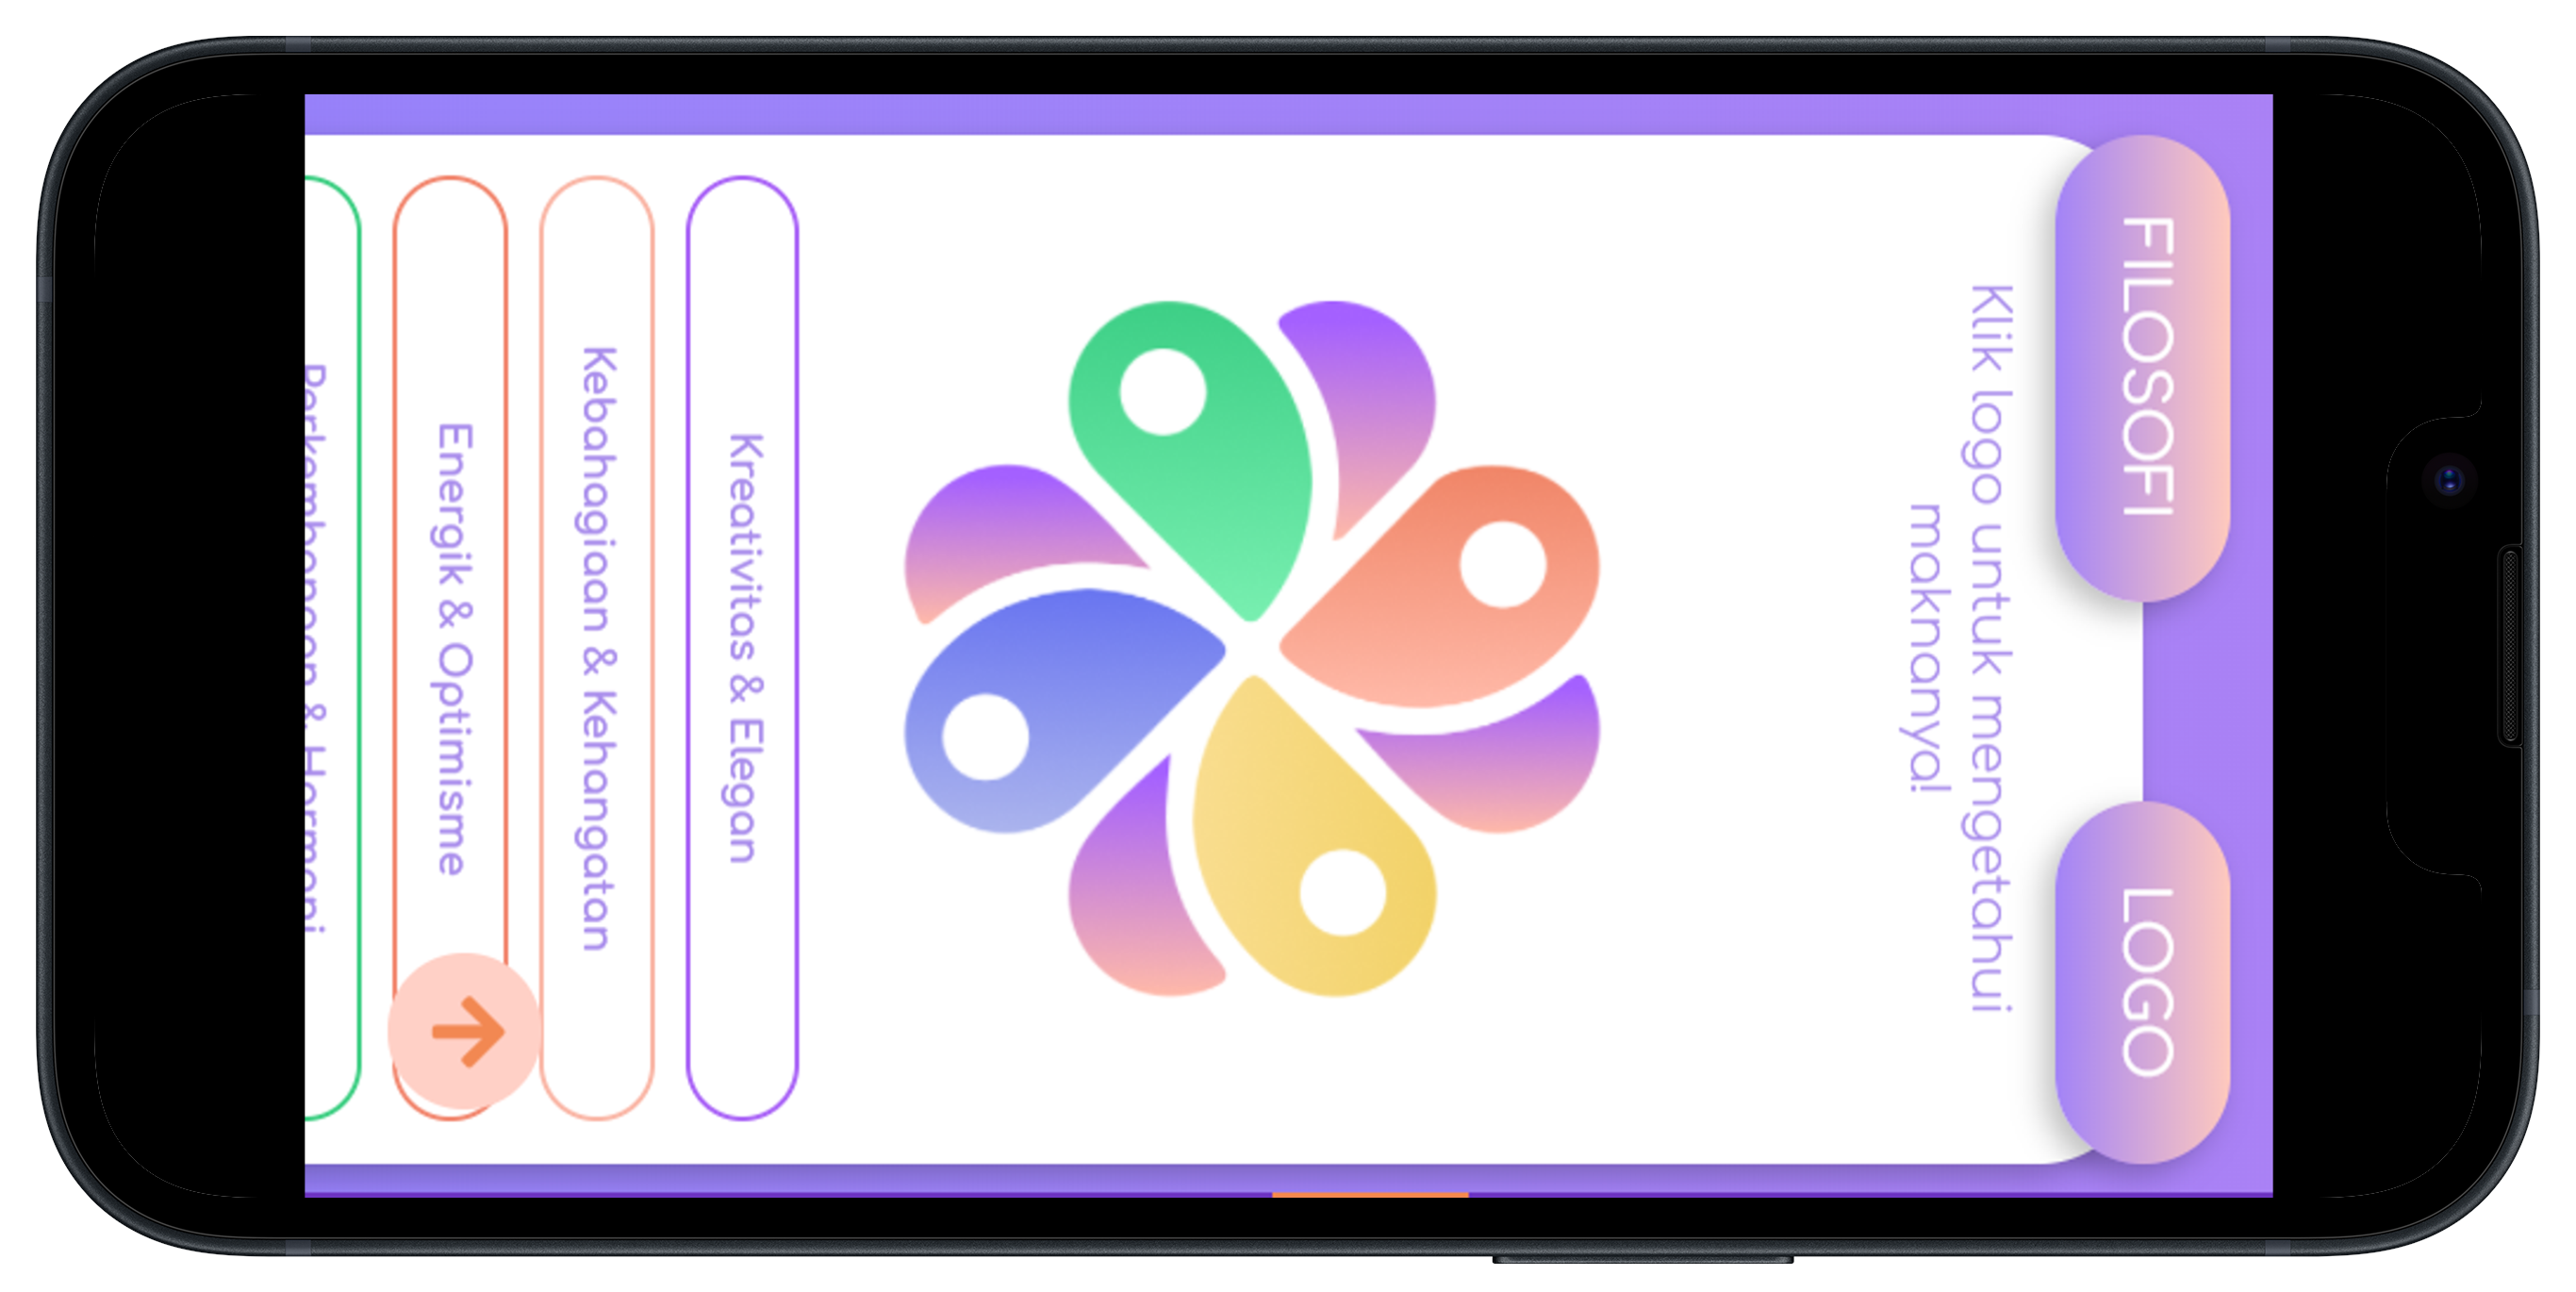 FILOSOFI
LOGO
Klik logo untuk mengetahui
maknanya!
Kreativitas & Elegan
Kebahagiaan & Kehangatan
Energik & Optimisme
Perkembangan & Harmoni